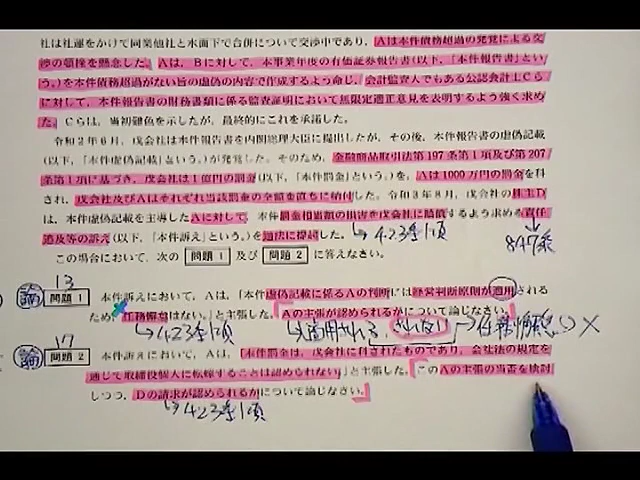 社は社運をかけて同業他社と水面下で合併について交渉中であり、Aは本件債務超過の発覚による交
渉の頓挫を懸念した。Aは、Bに対して、本事業年度の有価証券報告書(以下、「本件報告書」とい
う。)を本件債務超過がない旨の虚偽の内容で作成するよう命じ、会計監査人でもある公認会計士Cら
に対して、本件報告書の財務書類に係る監査証明において無限定適正意見を表明するよう強く求め
た。Cらは、当初難色を示したが、最終的にこれを承諾した。
令和2年6月、戊会社は本件報告書を内閣総理大臣に提出したが、その後、本件報告書の虚偽記載
(以下、「本件虚偽記載」という。)が発覚した。そのため、金融商品取引法第197条第1項及び第207
条第1項に基づき、戊会社は1億円の罰金(以下、「本件罰金」という。)を、Aは1000万円の罰金を科
され、戊会社及びAはそれぞれ当該罰金の全額を直ちに納付した。令和3年8月、戊会社の株主D
は、本件虚偽記載を主導したAに対して、本件罰金相当額の損害を戊会社に賠償するよう求める責任
追及等の訴え(以下、「本件訴え」という。)を適法に提起した。
→423条1項
847条
この場合において、次の 問題1 及び 問題2 に答えなさい。
13
論 問題1 本件訴えにおいて、Aは、「本件虚偽記載に係るAの判断には経営判断原則が適用される
ため、任務懈怠はない。」と主張した。Aの主張が認められるかについて論じなさい。
→423条1項 →適用される されない →任務懈怠
17
論 問題2 本件訴えにおいて、Aは、「本件罰金は、戊会社に科されたものであり、会社法の規定を
通じて取締役個人に転嫁することは認められない。」と主張した。このAの主張の当否を検討
しつつ、Dの請求が認められるかについて論じなさい。
→423条1項